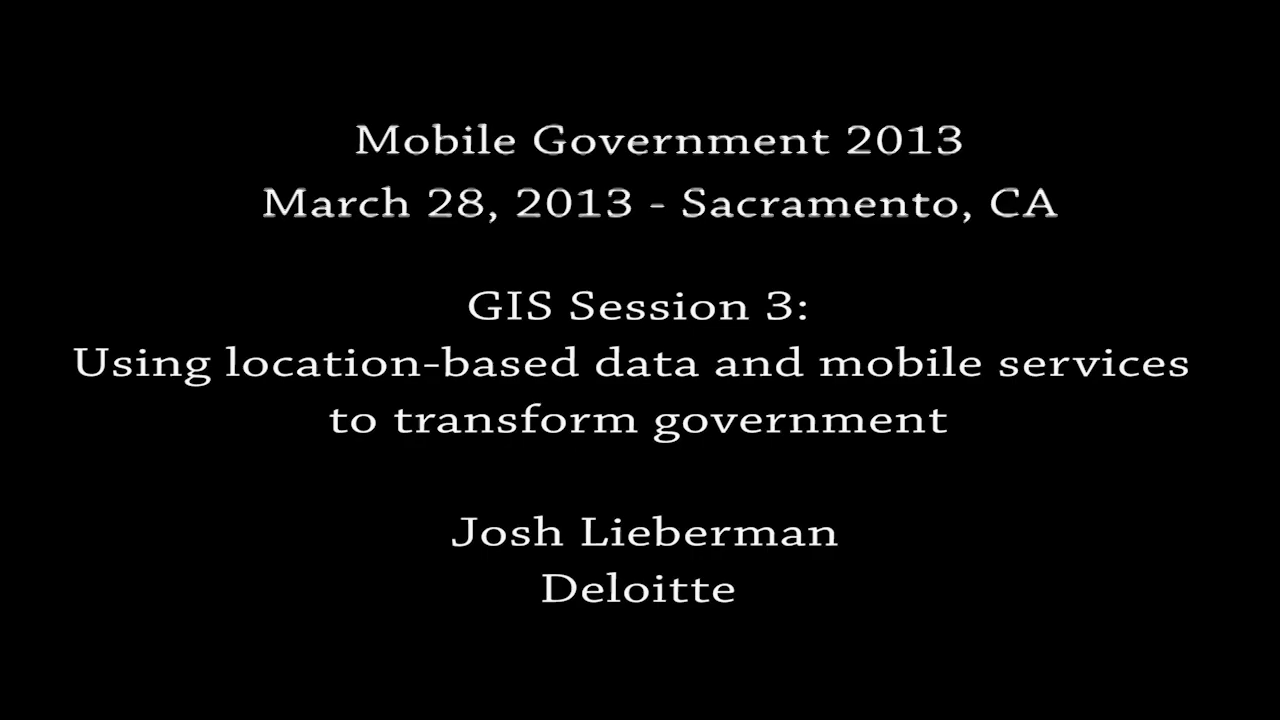 Mobile Government 2013
March 28, 2013 - Sacramento, CA
GIS Session 3:
Using location-based data and mobile services
to transform government
Josh Lieberman
Deloitte